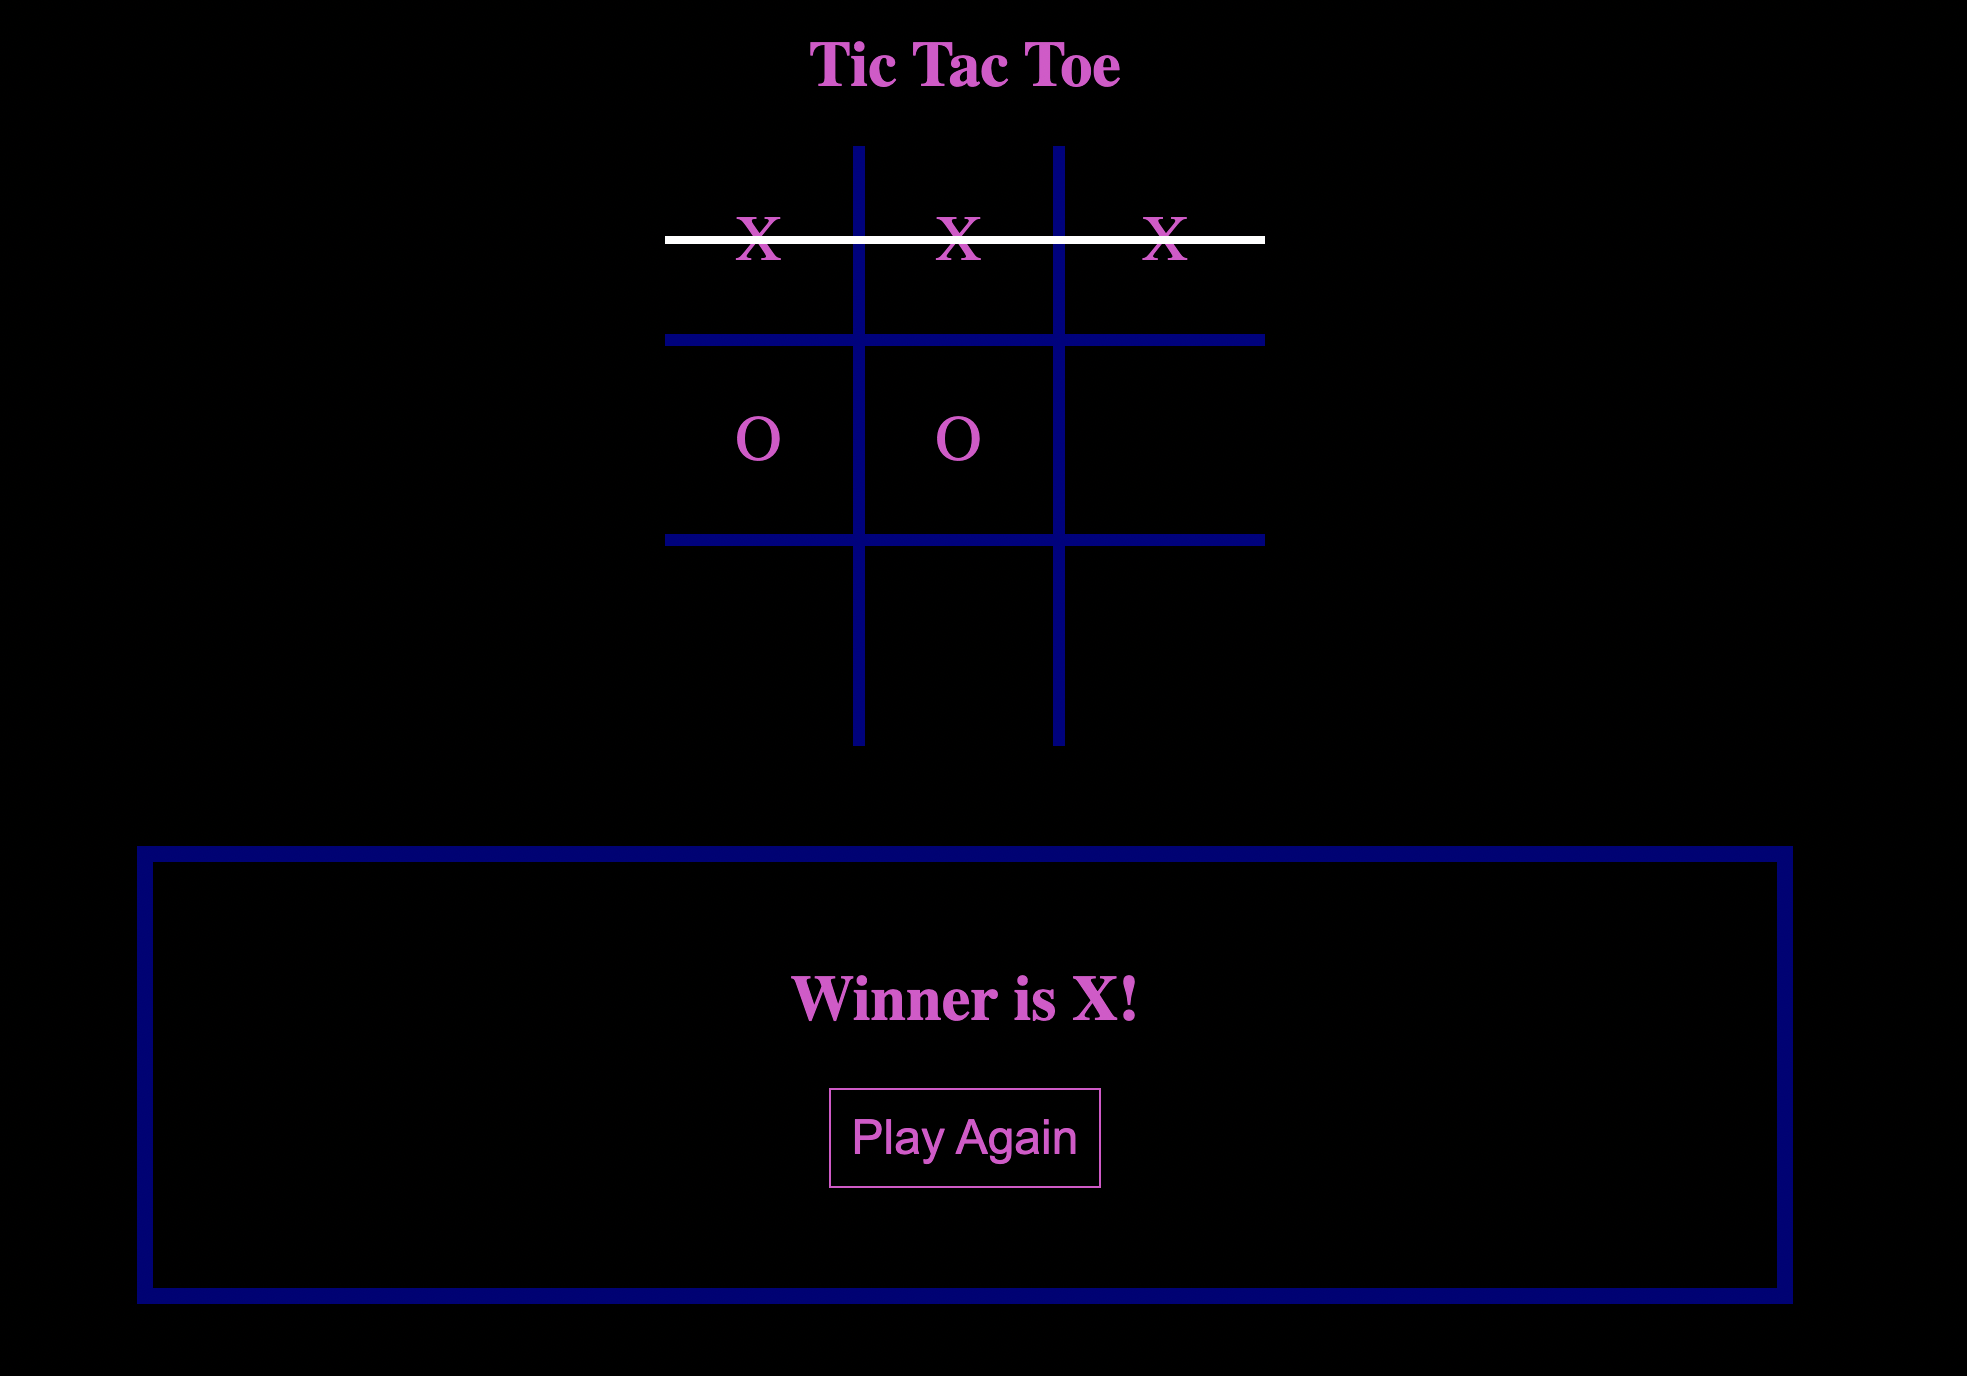 Tic Tac Toe
X X X
O O
Winner is X!
Play Again